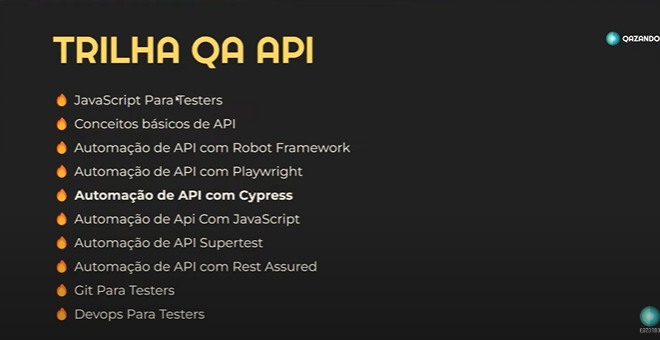 TRILHA QA API
QAZANDO
JavaScript Para Testers
Conceitos básicos de API
Automação de API com Robot Framework
Automação de API com Playwright
Automação de API com Cypress
Automação de Api Com JavaScript
Automação de API Supertest
Automação de API com Rest Assured
Git Para Testers
Devops Para Testers